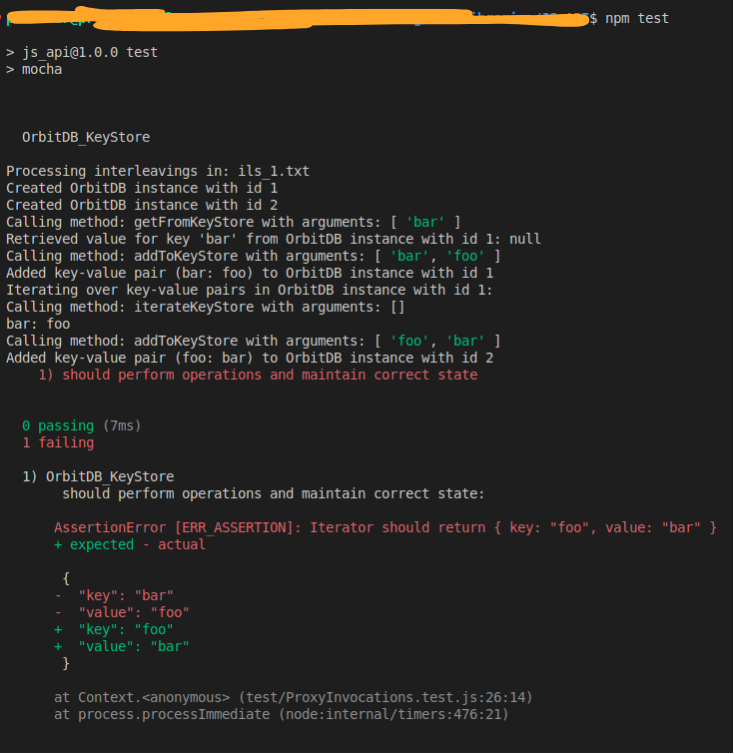 $ npm test
> js_api@1.0.0 test
> mocha
OrbitDB_KeyStore
Processing interleavings in: ils_1.txt
Created OrbitDB instance with id 1
Created OrbitDB instance with id 2
Calling method: getFromKeyStore with arguments: [ 'bar' ]
Retrieved value for key 'bar' from OrbitDB instance with id 1: null
Calling method: addToKeyStore with arguments: [ 'bar', 'foo' ]
Added key-value pair (bar: foo) to OrbitDB instance with id 1
Iterating over key-value pairs in OrbitDB instance with id 1:
Calling method: iterateKeyStore with arguments: []
bar: foo
Calling method: addToKeyStore with arguments: [ 'foo', 'bar' ]
Added key-value pair (foo: bar) to OrbitDB instance with id 2
1) should perform operations and maintain correct state
0 passing (7ms)
1 failing
1) OrbitDB_KeyStore
should perform operations and maintain correct state:
AssertionError [ERR_ASSERTION]: Iterator should return { key: "foo", value: "bar" }
+ expected - actual
{
- "key": "bar"
- "value": "foo"
+ "key": "foo"
+ "value": "bar"
}
at Context.<anonymous> (test/ProxyInvocations.test.js:26:14)
at process.processImmediate (node:internal/timers:476:21)